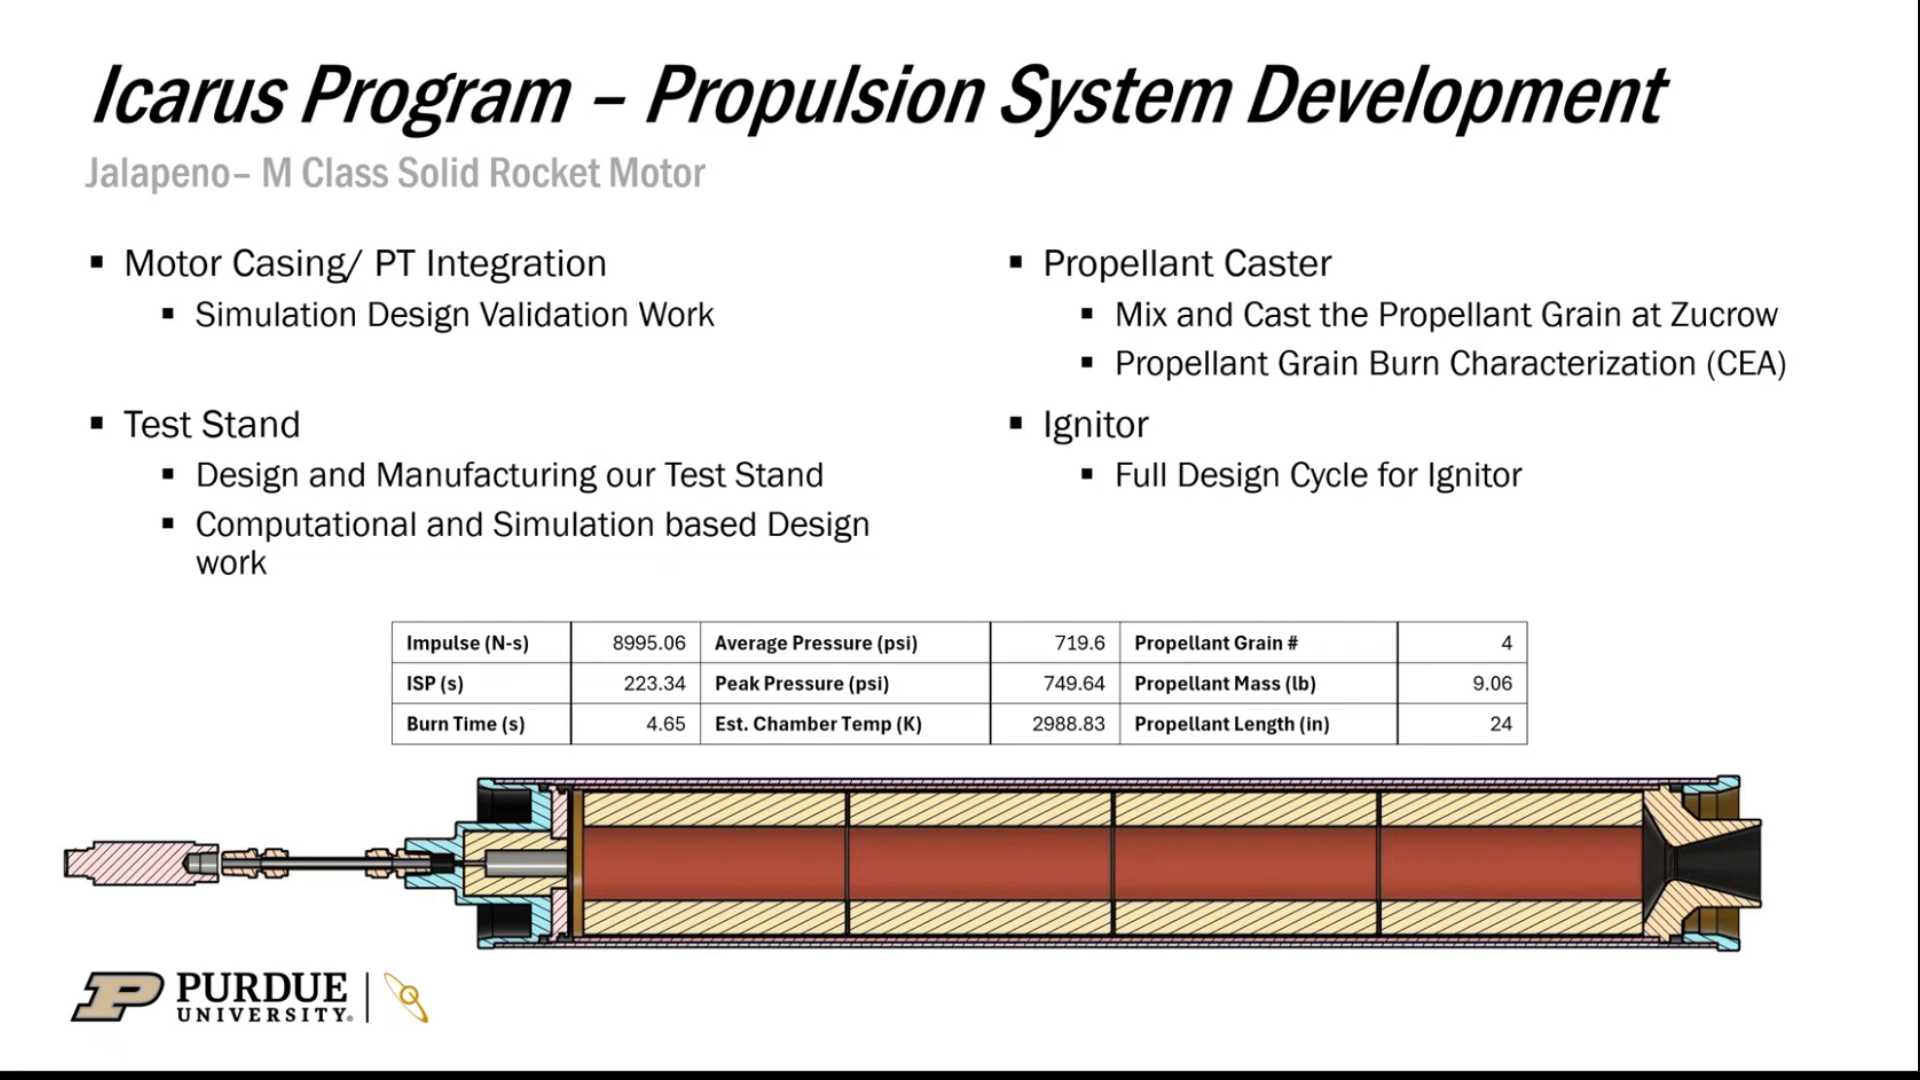 Icarus Program – Propulsion System Development
Jalapeno– M Class Solid Rocket Motor
▪ Motor Casing/ PT Integration
▪ Simulation Design Validation Work
▪ Test Stand
▪ Design and Manufacturing our Test Stand
▪ Computational and Simulation based Design
work
▪ Propellant Caster
▪ Mix and Cast the Propellant Grain at Zucrow
▪ Propellant Grain Burn Characterization (CEA)
▪ Ignitor
▪ Full Design Cycle for Ignitor
Impulse (N-s) 8995.06 Average Pressure (psi) 719.6 Propellant Grain # 4
ISP (s) 223.34 Peak Pressure (psi) 749.64 Propellant Mass (lb) 9.06
Burn Time (s) 4.65 Est. Chamber Temp (K) 2988.83 Propellant Length (in) 24
P PURDUE
UNIVERSITY®